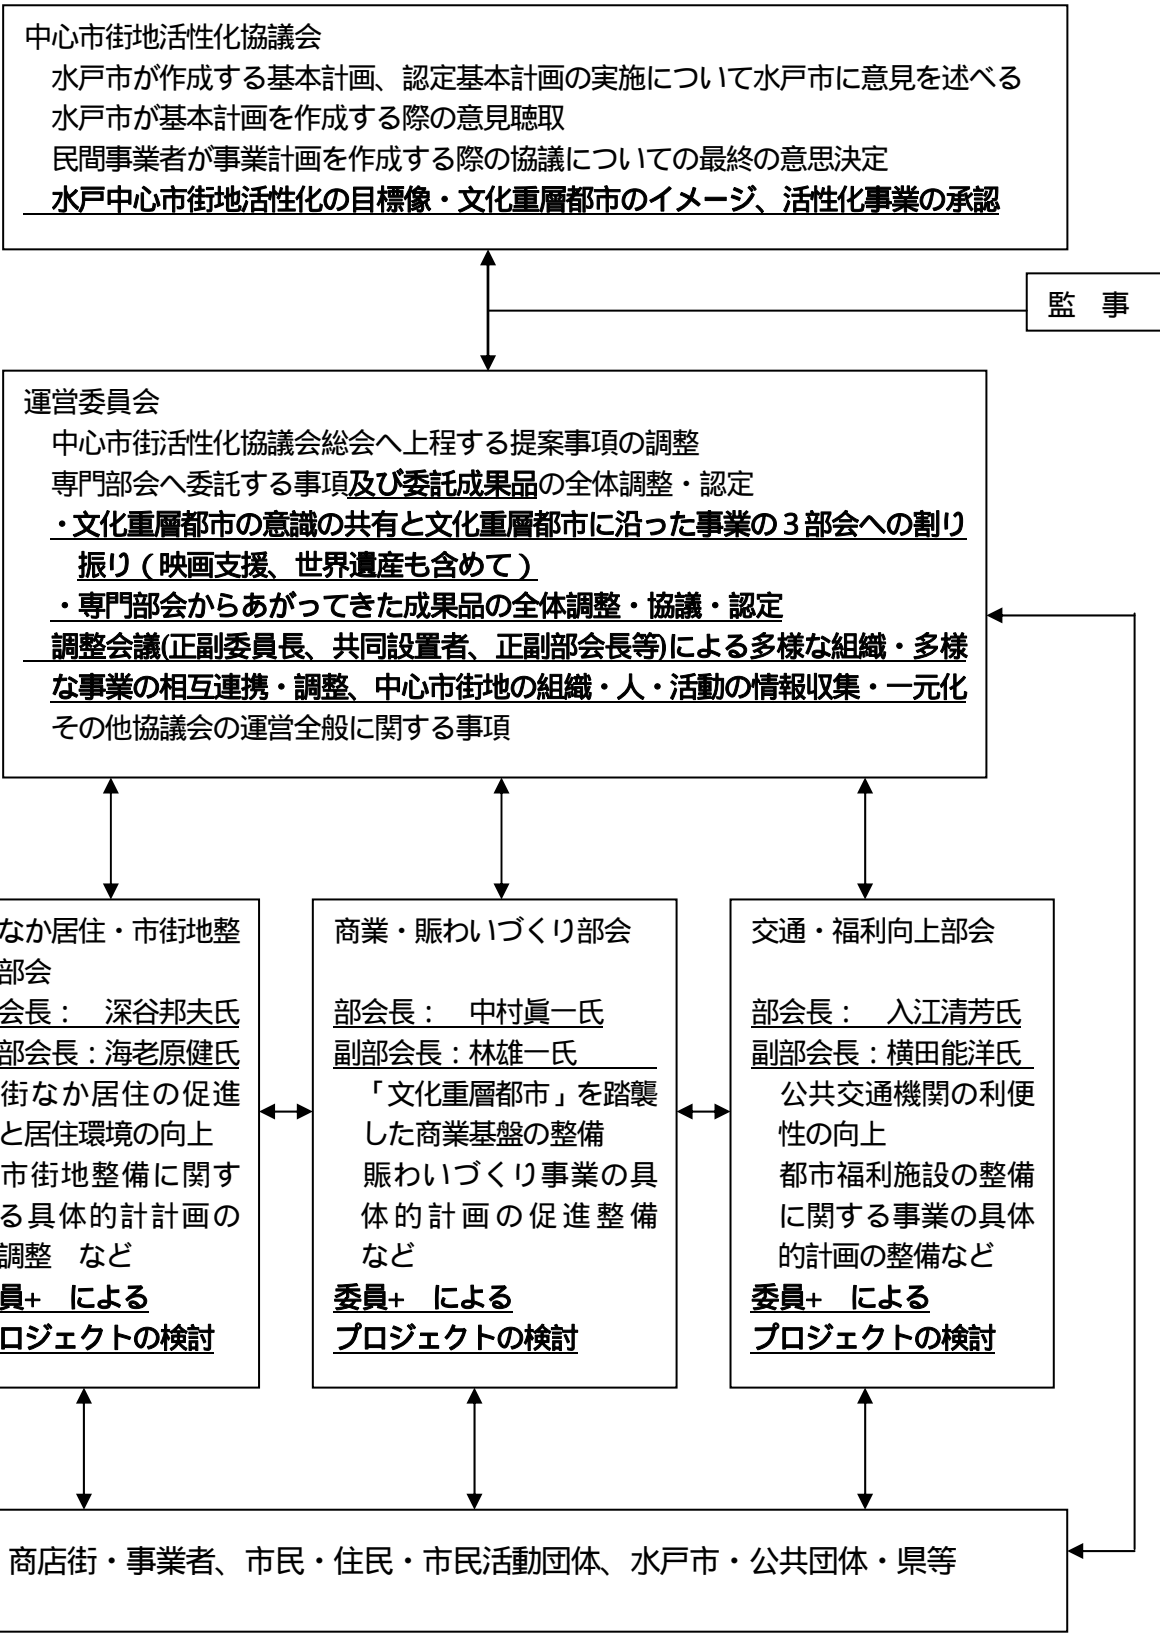 中心市街地活性化協議会
水戸市が作成する基本計画、認定基本計画の実施について水戸市に意見を述べる
水戸市が基本計画を作成する際の意見聴取
民間事業者が事業計画を作成する際の協議についての最終の意思決定
水戸中心市街地活性化の目標像・文化重層都市のイメージ、活性化事業の承認
監　事
運営委員会
中心市街活性化協議会総会へ上程する提案事項の調整
専門部会へ委託する事項及び委託成果品の全体調整・認定
・文化重層都市の意識の共有と文化重層都市に沿った事業の３部会への割り
振り（映画支援、世界遺産も含めて）
・専門部会からあがってきた成果品の全体調整・協議・認定
調整会議(正副委員長、共同設置者、正副部会長等)による多様な組織・多様
な事業の相互連携・調整、中心市街地の組織・人・活動の情報収集・一元化
その他協議会の運営全般に関する事項
なか居住・市街地整
部会
会長：　深谷邦夫氏
部会長：海老原健氏
街なか居住の促進
と居住環境の向上
市街地整備に関す
る具体的計計画の
調整　など
員+　による
ロジェクトの検討
商業・賑わいづくり部会
部会長：　中村眞一氏
副部会長：林雄一氏
「文化重層都市」を踏襲
した商業基盤の整備
賑わいづくり事業の具
体的計画の促進整備
など
委員+　による
プロジェクトの検討
交通・福利向上部会
部会長：　入江清芳氏
副部会長：横田能洋氏
公共交通機関の利便
性の向上
都市福利施設の整備
に関する事業の具体
的計画の整備など
委員+　による
プロジェクトの検討
商店街・事業者、市民・住民・市民活動団体、水戸市・公共団体・県等